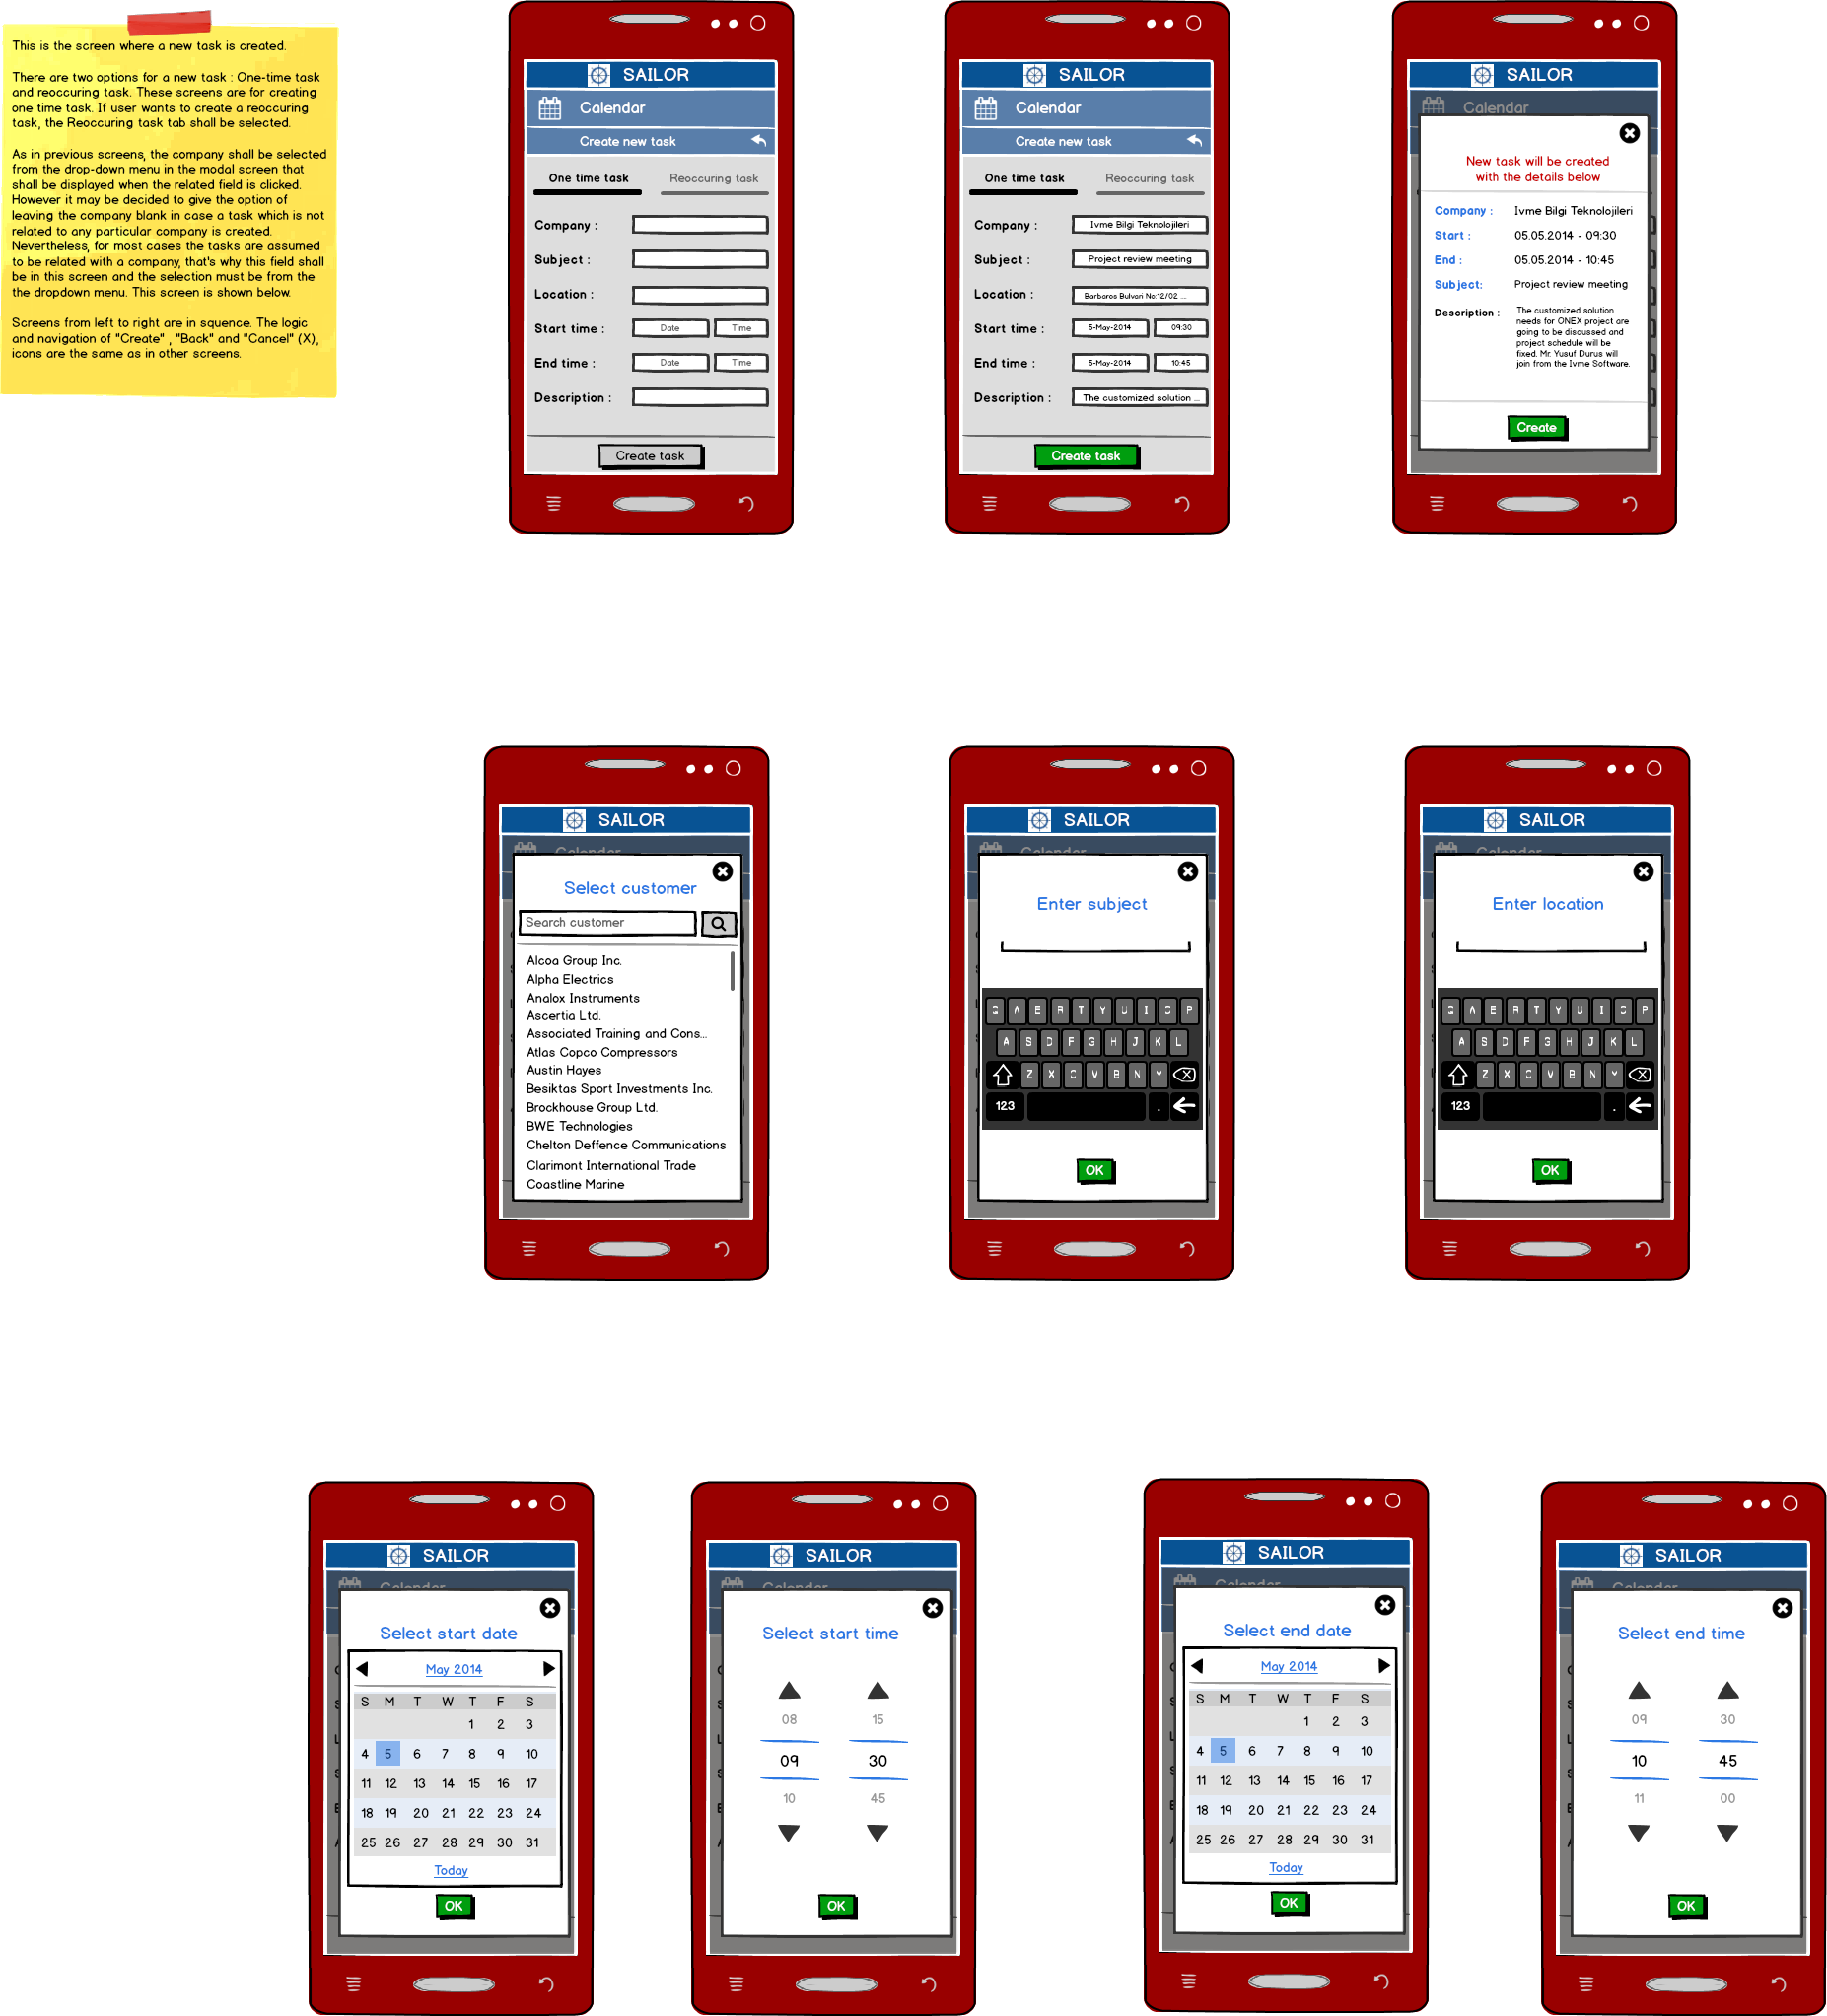 This is the screen where a new task is created.
There are two options for a new task : One-time task
and reoccuring task. These screens are for creating
one time task. If user wants to create a reoccuring
task, the Reoccuring task tab shall be selected.
As in previous screens, the company shall be selected
from the drop-down menu in the modal screen that
shall be displayed when the related field is clicked.
However it may be decided to give the option of
leaving the company blank in case a task which is not
related to any particular company is created.
Nevertheless, for most cases the tasks are assumed
to be related with a company, that's why this field shall
be in this screen and the selection must be from the
the dropdown menu. This screen is shown below.
Screens from left to right are in squence. The logic
and navigation of "Create" , "Back" and "Cancel" (X),
icons are the same as in other screens.
SAILOR
Calendar
Create new task
One time task Reoccuring task
Company :
Subject :
Location :
Start time : Date Time
End time : Date Time
Description :
Create task
SAILOR
Calendar
Create new task
One time task Reoccuring task
Company : Ivme Bilgi Teknolojileri
Subject : Project review meeting
Location : Barbaros Bulvari No:12/02 ...
Start time : 5-May-2014 09:30
End time : 5-May-2014 10:45
Description : The customized solution ...
Create task
SAILOR
Calendar
New task will be created
with the details below
Company : Ivme Bilgi Teknolojileri
Start : 05.05.2014 - 09:30
End : 05.05.2014 - 10:45
Subject: Project review meeting
Description : The customized solution
needs for ONEX project are
going to be discussed and
project schedule will be
fixed. Mr. Yusuf Durus will
join from the Ivme Software.
Create
SAILOR
Calendar
Select customer
Search customer
Alcoa Group Inc.
Alpha Electrics
Analox Instruments
Ascertia Ltd.
Associated Training and Cons...
Atlas Copco Compressors
Austin Hayes
Besiktas Sport Investments Inc.
Brockhouse Group Ltd.
BWE Technologies
Chelton Deffence Communications
Clarimont International Trade
Coastline Marine
SAILOR
Calendar
Enter subject
E R T Y U I P
A S D F G H J K L
Z X C V B N
123 .
OK
SAILOR
Calendar
Enter location
E R T Y U I P
A S D F G H J K L
Z X C V B N
123 .
OK
SAILOR
Calendar
Select start date
May 2014
S M T W T F S
1 2 3
4 5 6 7 8 9 10
11 12 13 14 15 16 17
18 19 20 21 22 23 24
25 26 27 28 29 30 31
Today
OK
SAILOR
Calendar
Select start time
08 15
09 30
10 45
OK
SAILOR
Calendar
Select end date
May 2014
S M T W T F S
1 2 3
4 5 6 7 8 9 10
11 12 13 14 15 16 17
18 19 20 21 22 23 24
25 26 27 28 29 30 31
Today
OK
SAILOR
Calendar
Select end time
09 30
10 45
11 00
OK